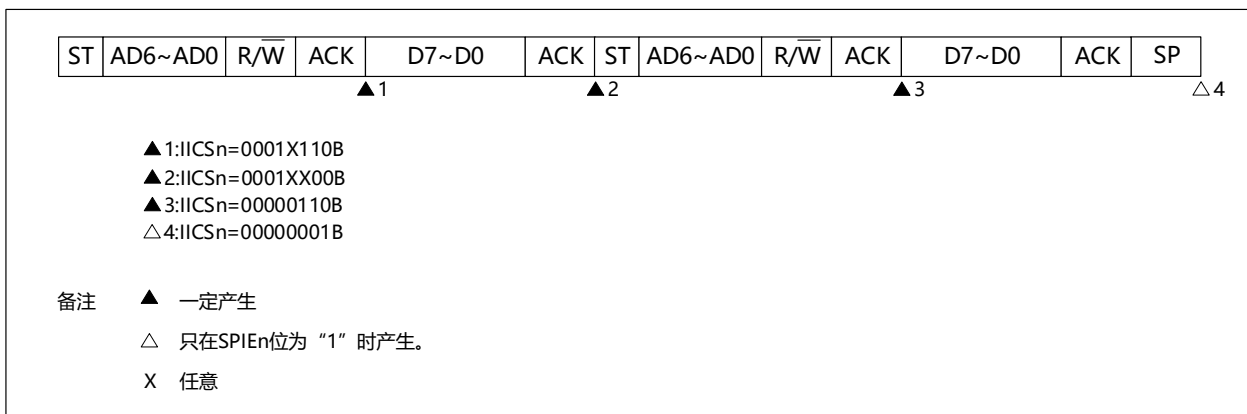 ST AD6~AD0 R/W̅ ACK D7~D0 ACK ST AD6~AD0 R/W̅ ACK D7~D0 ACK SP
▲1 ▲2 ▲3 △4
▲1:IICSn=0001X110B
▲2:IICSn=0001XX00B
▲3:IICSn=00000110B
△4:IICSn=00000001B
备注 ▲ 一定产生
△ 只在SPIEn位为“1”时产生。
X 任意